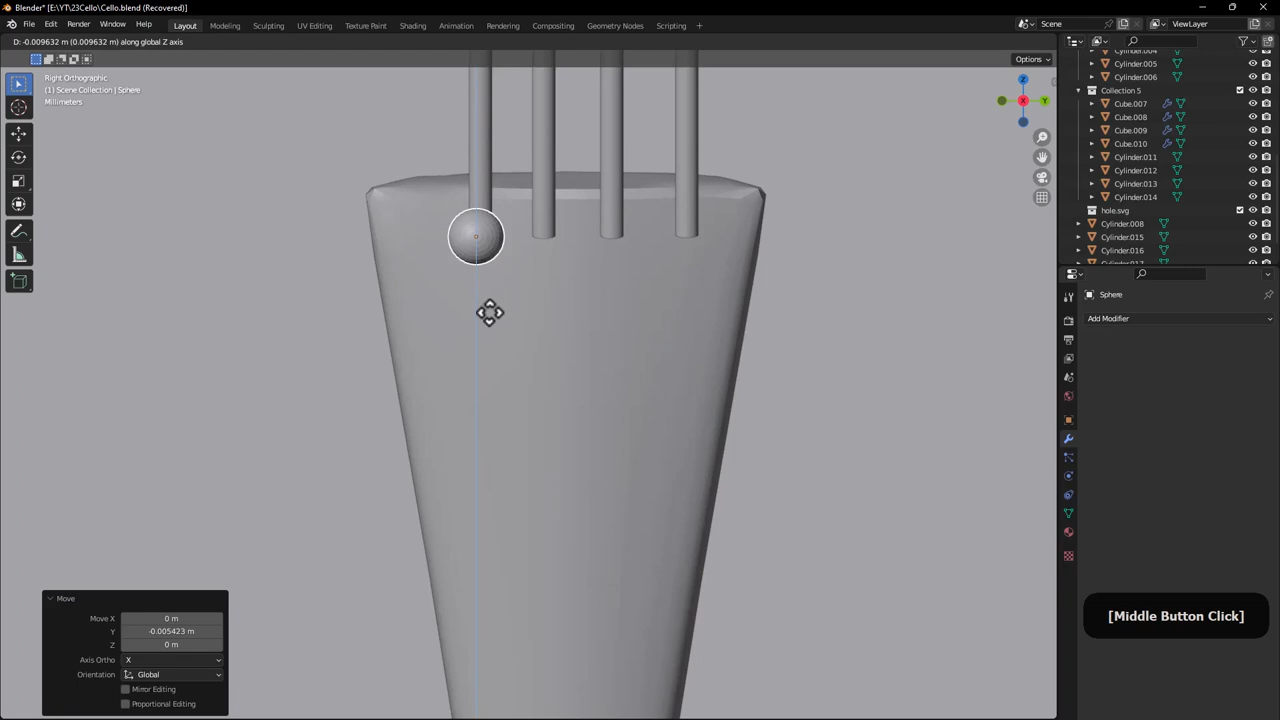 Blender* [E:\YT\23Cello\Cello.blend (Recovered)]
File Edit Render Window Help Layout Modeling Sculpting UV Editing Texture Paint Shading Animation Rendering Compositing Geometry Nodes Scripting + Scene ViewLayer
D: -0.009632 m (0.009632 m) along global Z axis
Options
Right Orthographic
(1) Scene Collection | Sphere
Millimeters
Z
X
Y
Cylinder.004
Cylinder.005
Cylinder.006
Collection 5
Cube.007
Cube.008
Cube.009
Cube.010
Cylinder.011
Cylinder.012
Cylinder.013
Cylinder.014
hole.svg
Cylinder.008
Cylinder.015
Cylinder.016
Cylinder.017
Sphere
Add Modifier
Move
Move X 0 m
Y -0.005423 m
Z 0 m
Axis Ortho X
Orientation Global
Mirror Editing
Proportional Editing
[Middle Button Click]